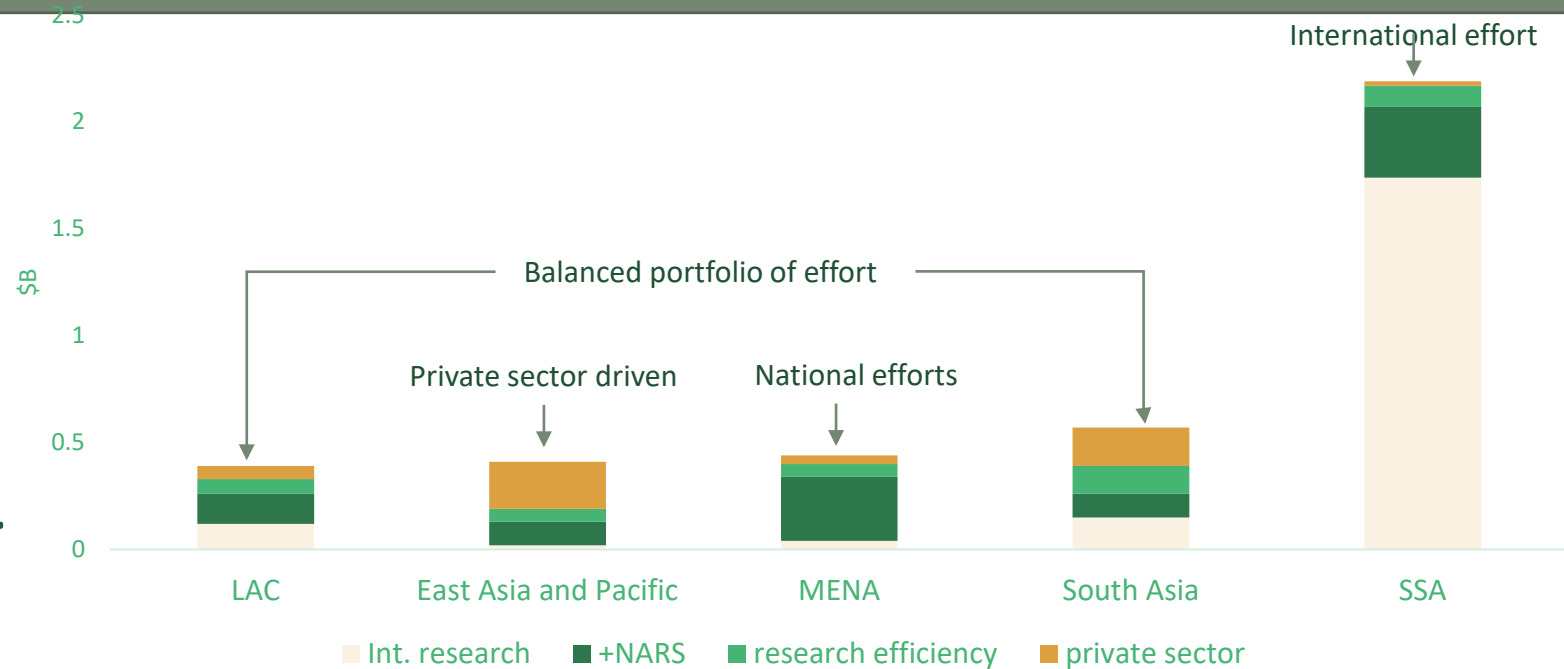 2.5
International effort
2
1.5
$B
Balanced portfolio of effort
1
Private sector driven
National efforts
0.5
.
0
LAC
East Asia and Pacific
MENA
South Asia
SSA
Int. research
+NARS
research efficiency
private sector